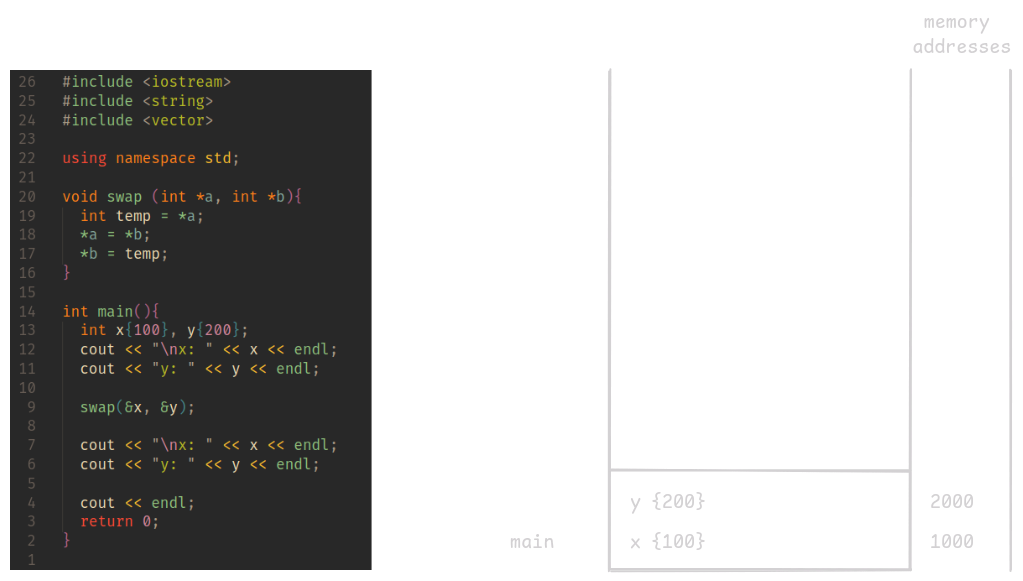 memory
addresses
26 #include <iostream>
25 #include <string>
24 #include <vector>
23
22 using namespace std;
21
20 void swap (int *a, int *b){
19 int temp = *a;
18 *a = *b;
17 *b = temp;
16 }
15
14 int main(){
13 int x{100}, y{200};
12 cout << "\nx: " << x << endl;
11 cout << "y: " << y << endl;
10
9 swap(&x, &y);
8
7 cout << "\nx: " << x << endl;
6 cout << "y: " << y << endl;
5
4 cout << endl;
3 return 0;
2 }
1
y {200} 2000
main x {100} 1000